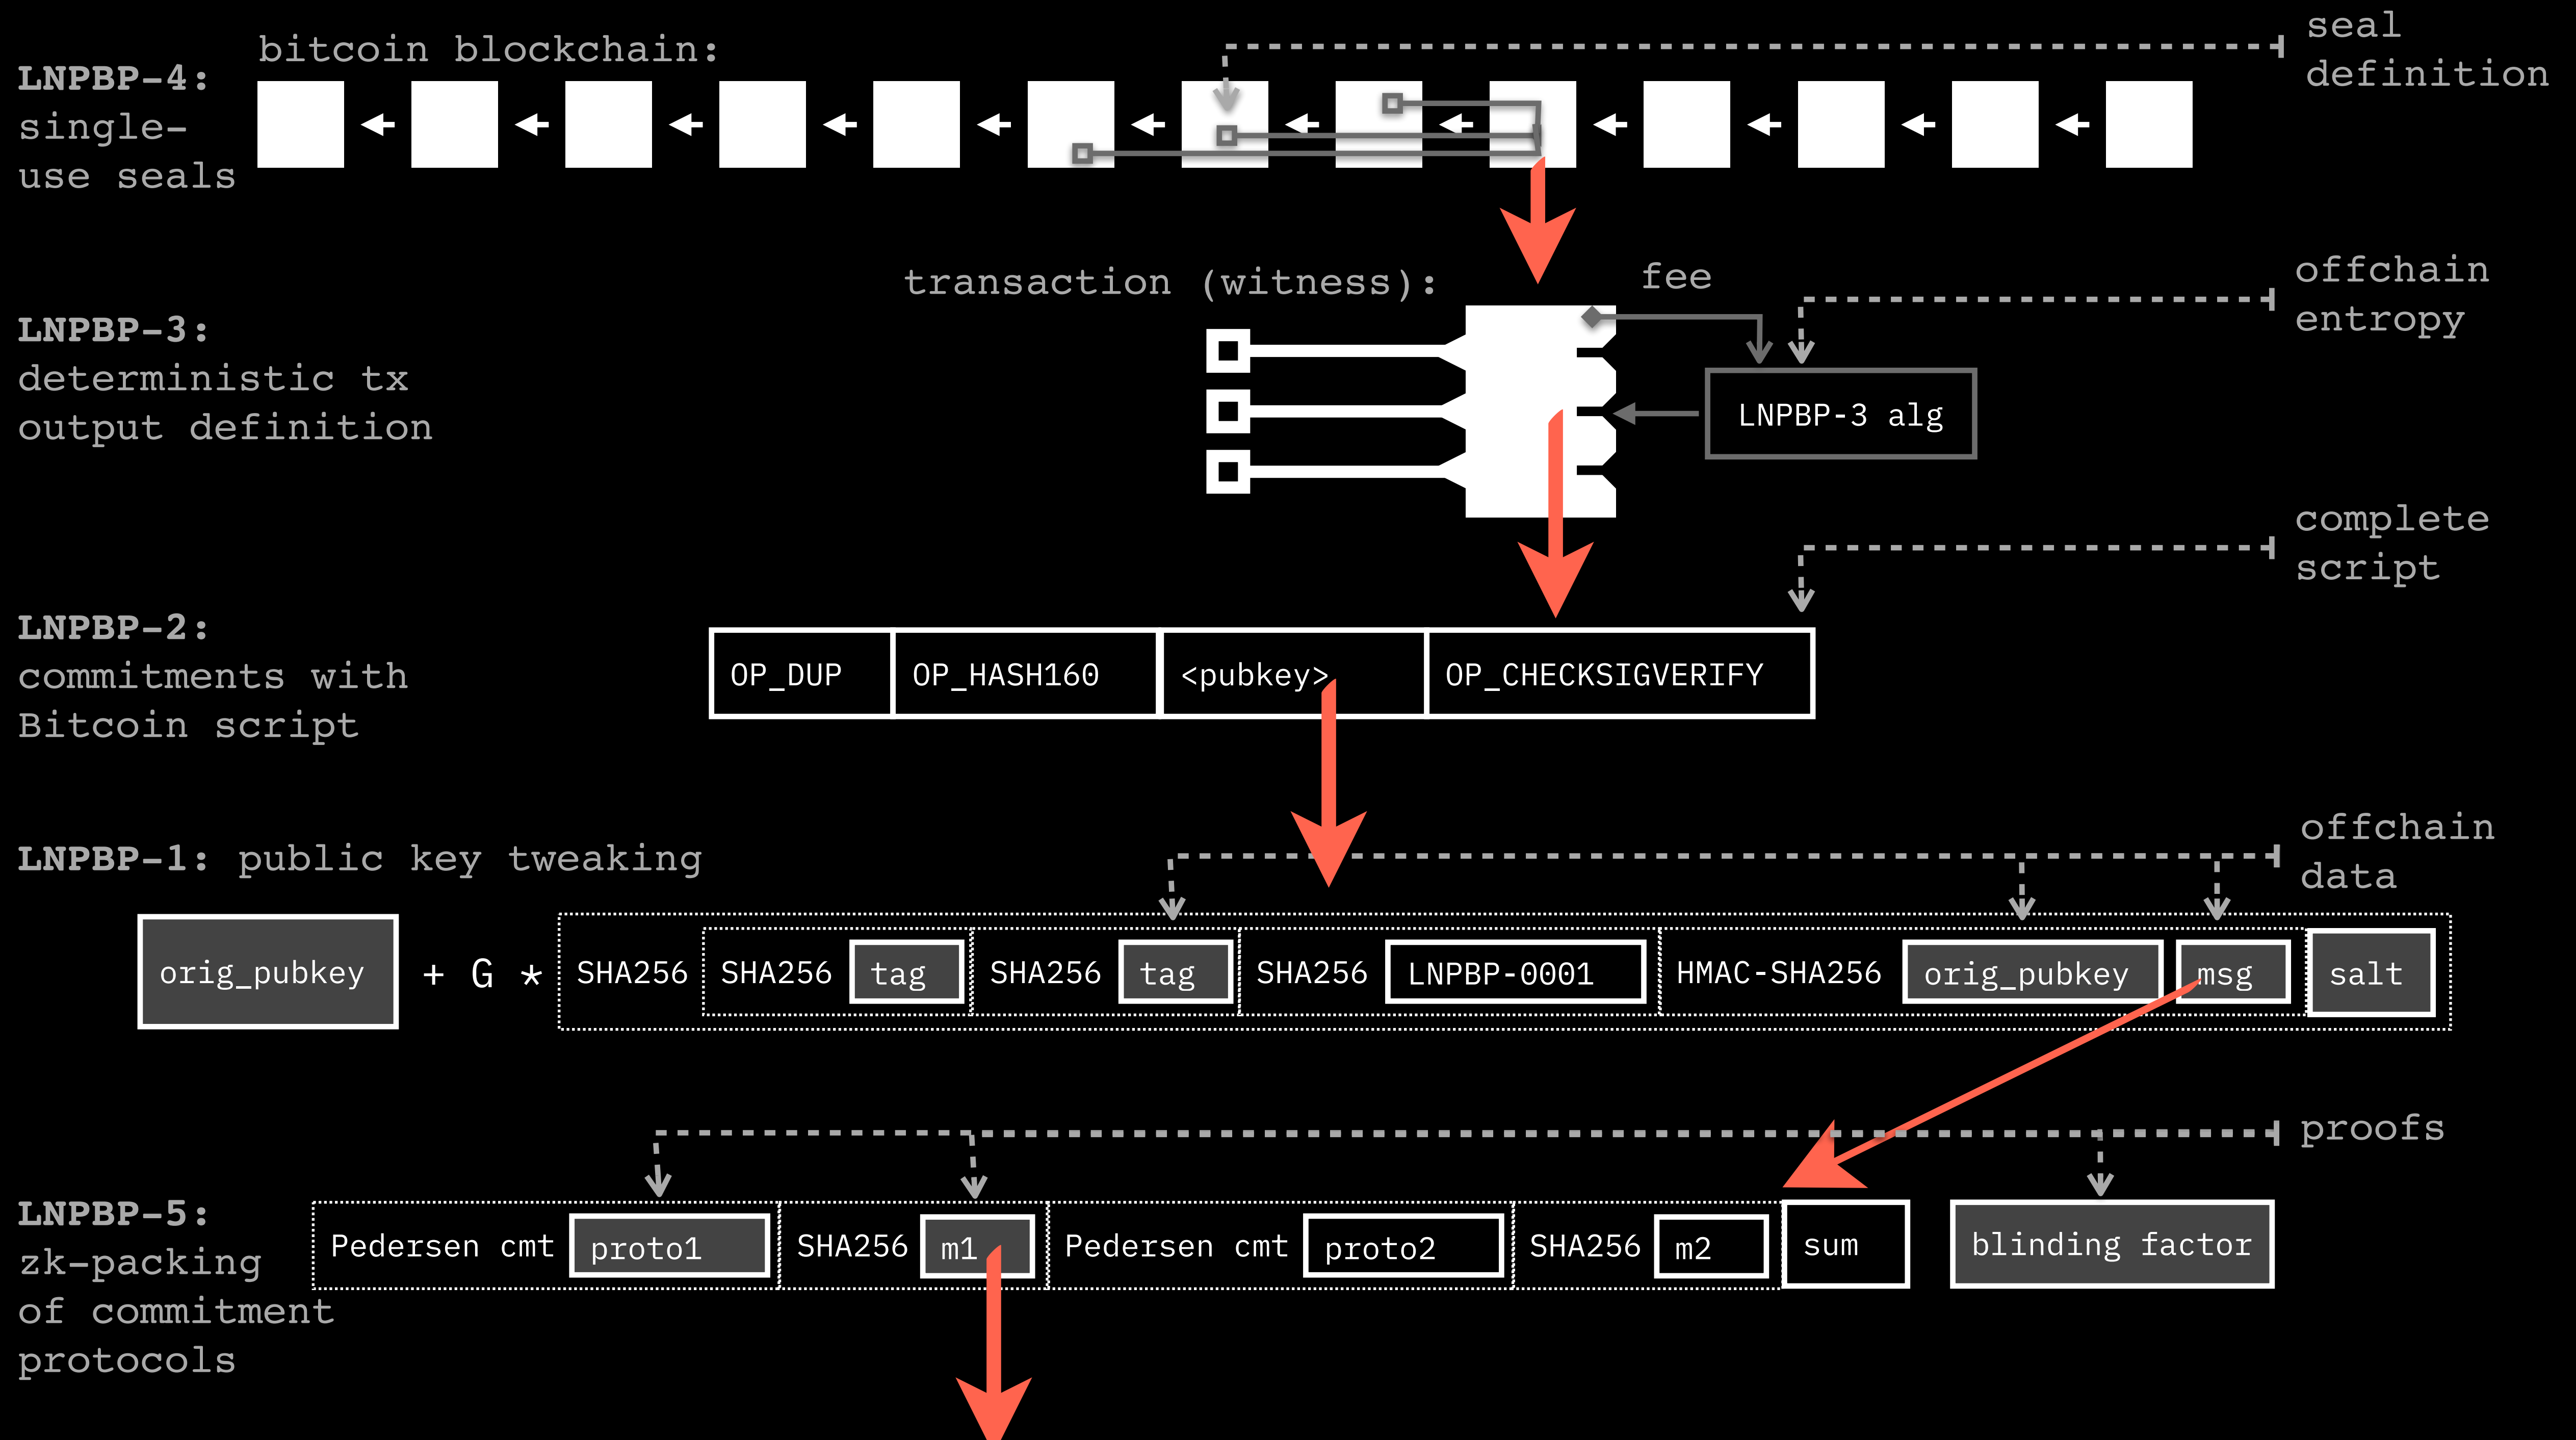 bitcoin blockchain:
seal
definition
LNPBP-4:
single-
use seals
transaction (witness):
fee
offchain
entropy
LNPBP-3:
deterministic tx
output definition
LNPBP-3 alg
complete
script
LNPBP-2:
commitments with
Bitcoin script
OP_DUP OP_HASH160 <pubkey> OP_CHECKSIGVERIFY
offchain
data
LNPBP-1: public key tweaking
orig_pubkey + G * SHA256 SHA256 tag SHA256 tag SHA256 LNPBP-0001 HMAC-SHA256 orig_pubkey msg salt
proofs
LNPBP-5:
zk-packing
of commitment
protocols
Pedersen cmt proto1 SHA256 m1 Pedersen cmt proto2 SHA256 m2 sum blinding factor